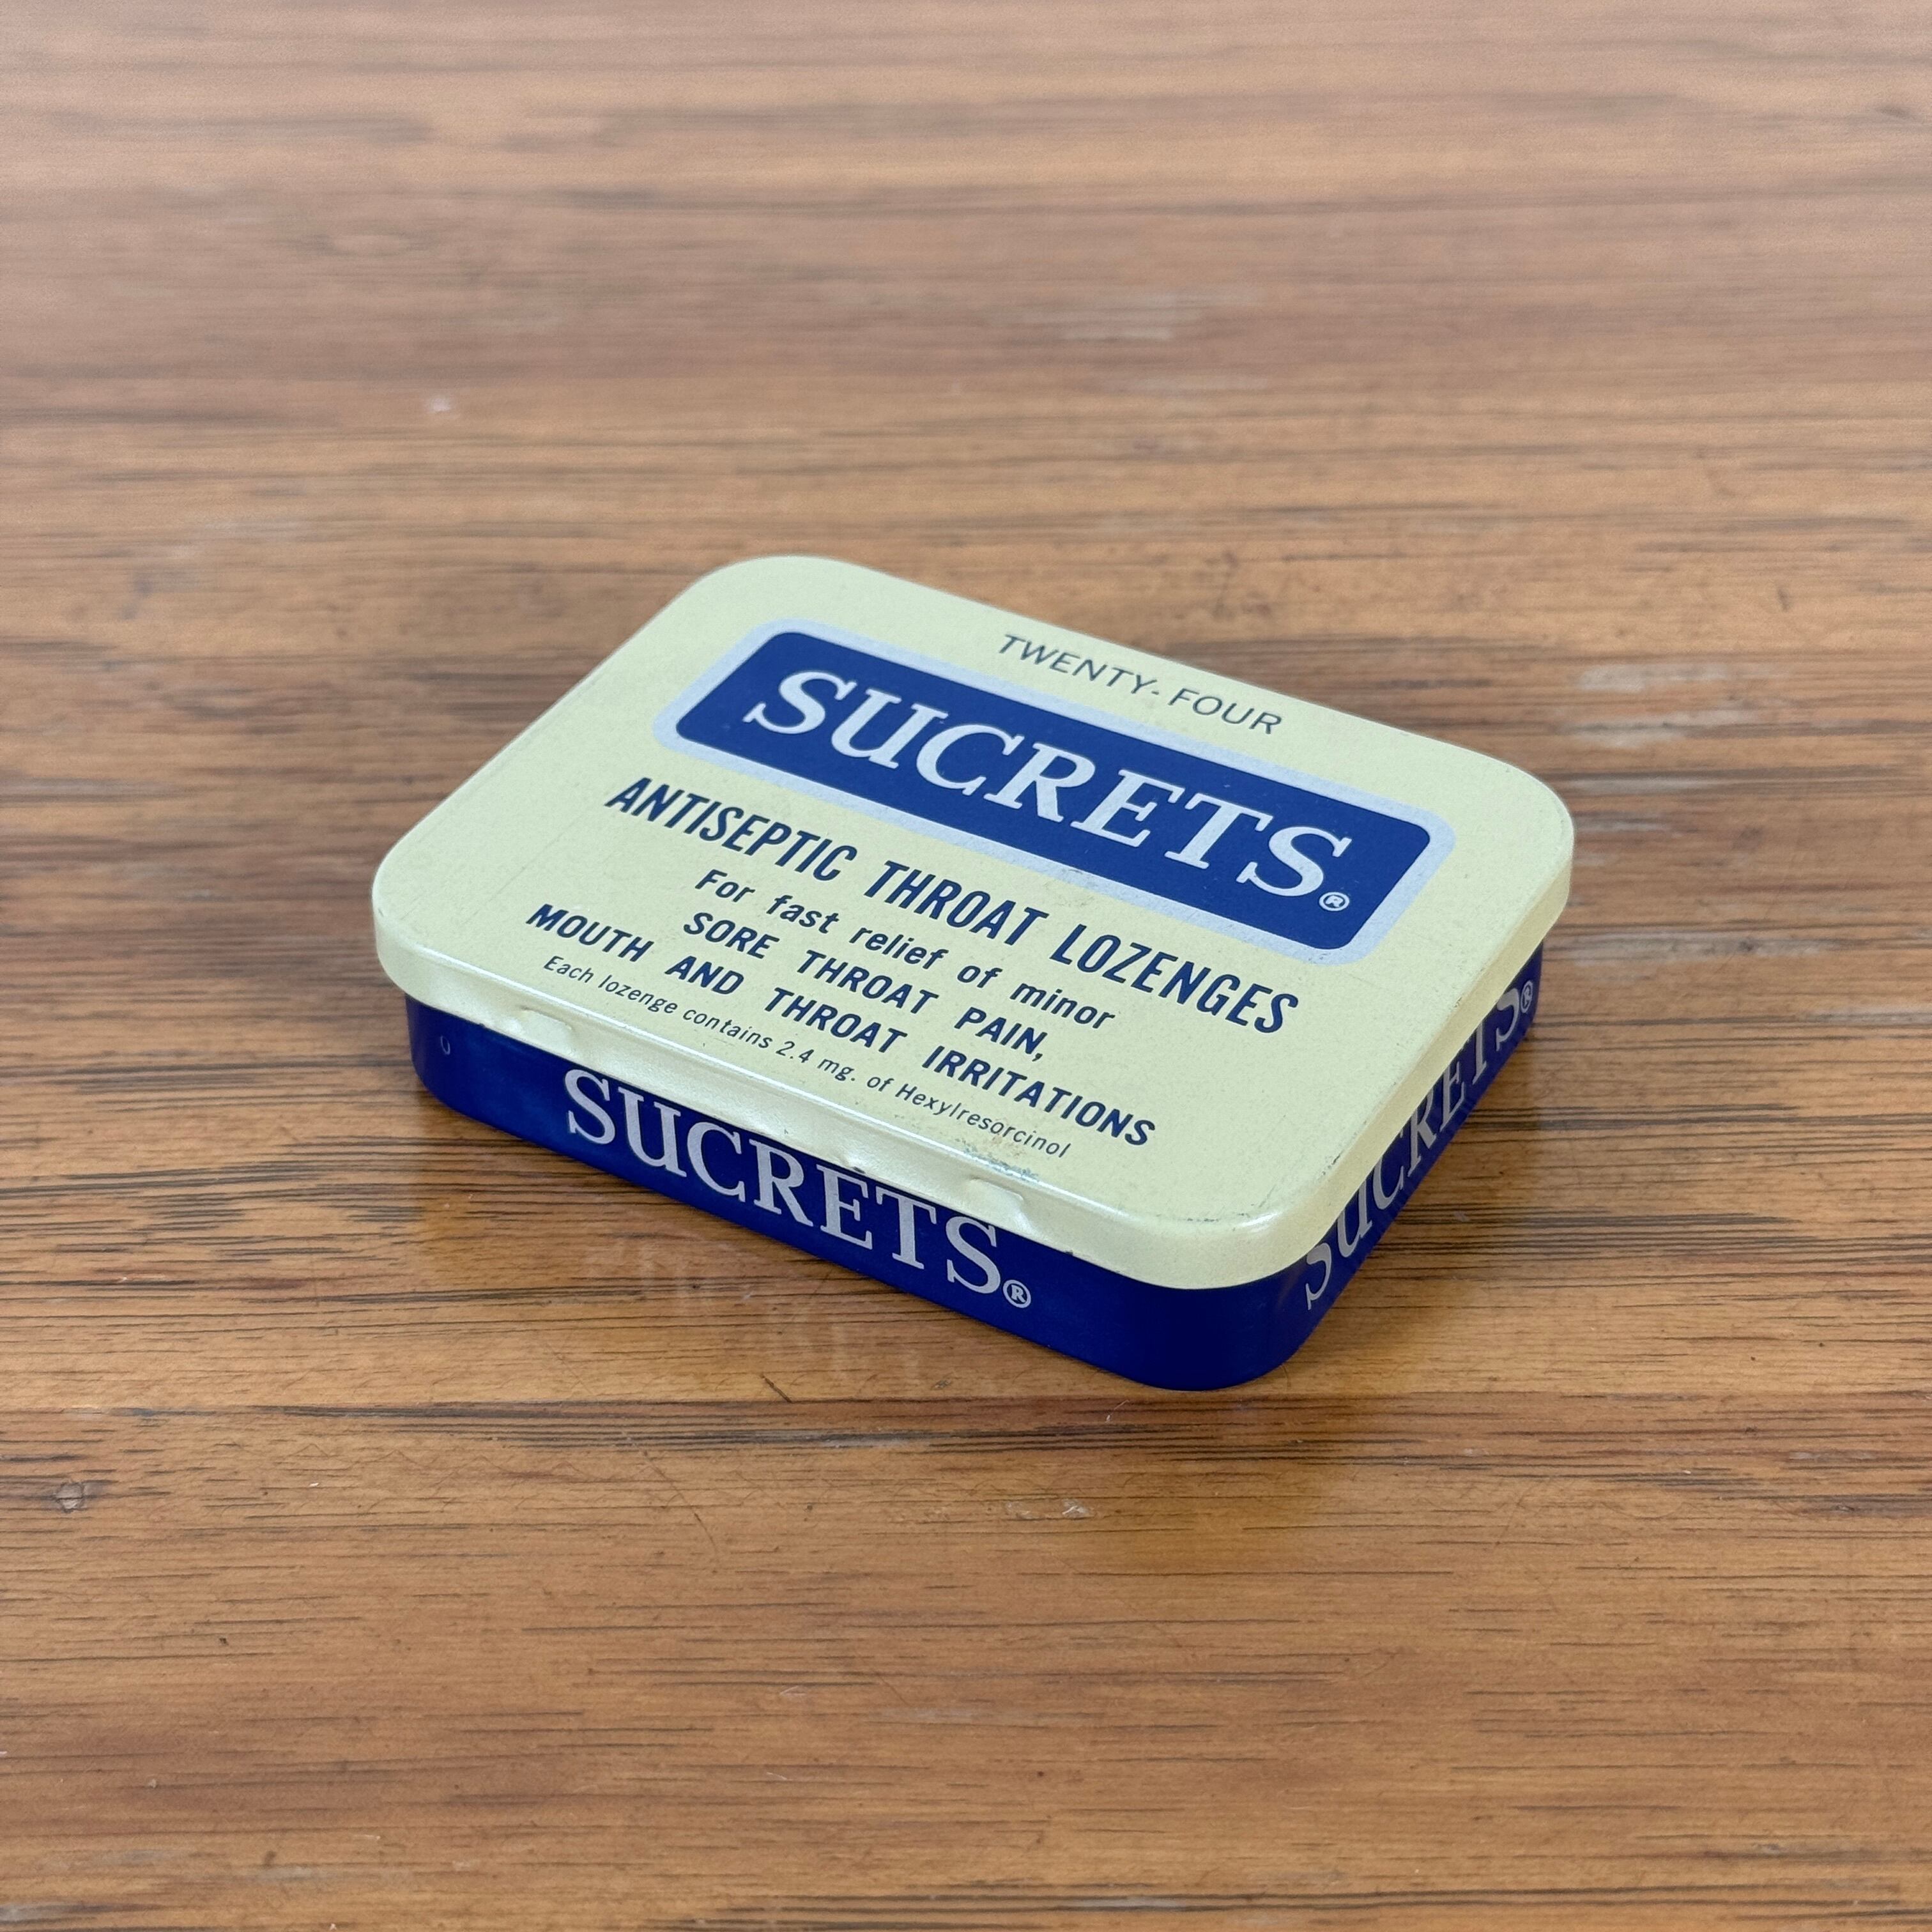 TWENTY-FOUR
SUCRETS®
ANTISEPTIC THROAT LOZENGES
For fast relief of minor
SORE THROAT PAIN,
MOUTH AND THROAT IRRITATIONS
Each lozenge contains 2.4 mg. of Hexylresorcinol
SUCRETS®
SUCRETS®